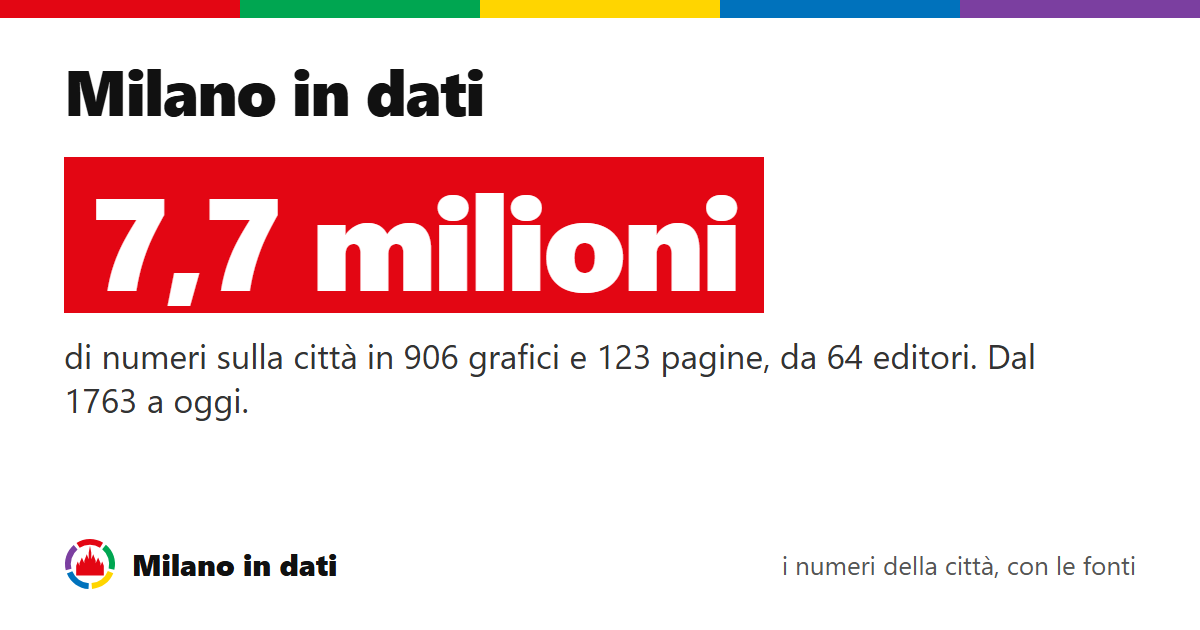 Milano in dati
7,7 milioni
di numeri sulla città in 906 grafici e 123 pagine, da 64 editori. Dal
1763 a oggi.
Milano in dati
i numeri della città, con le fonti